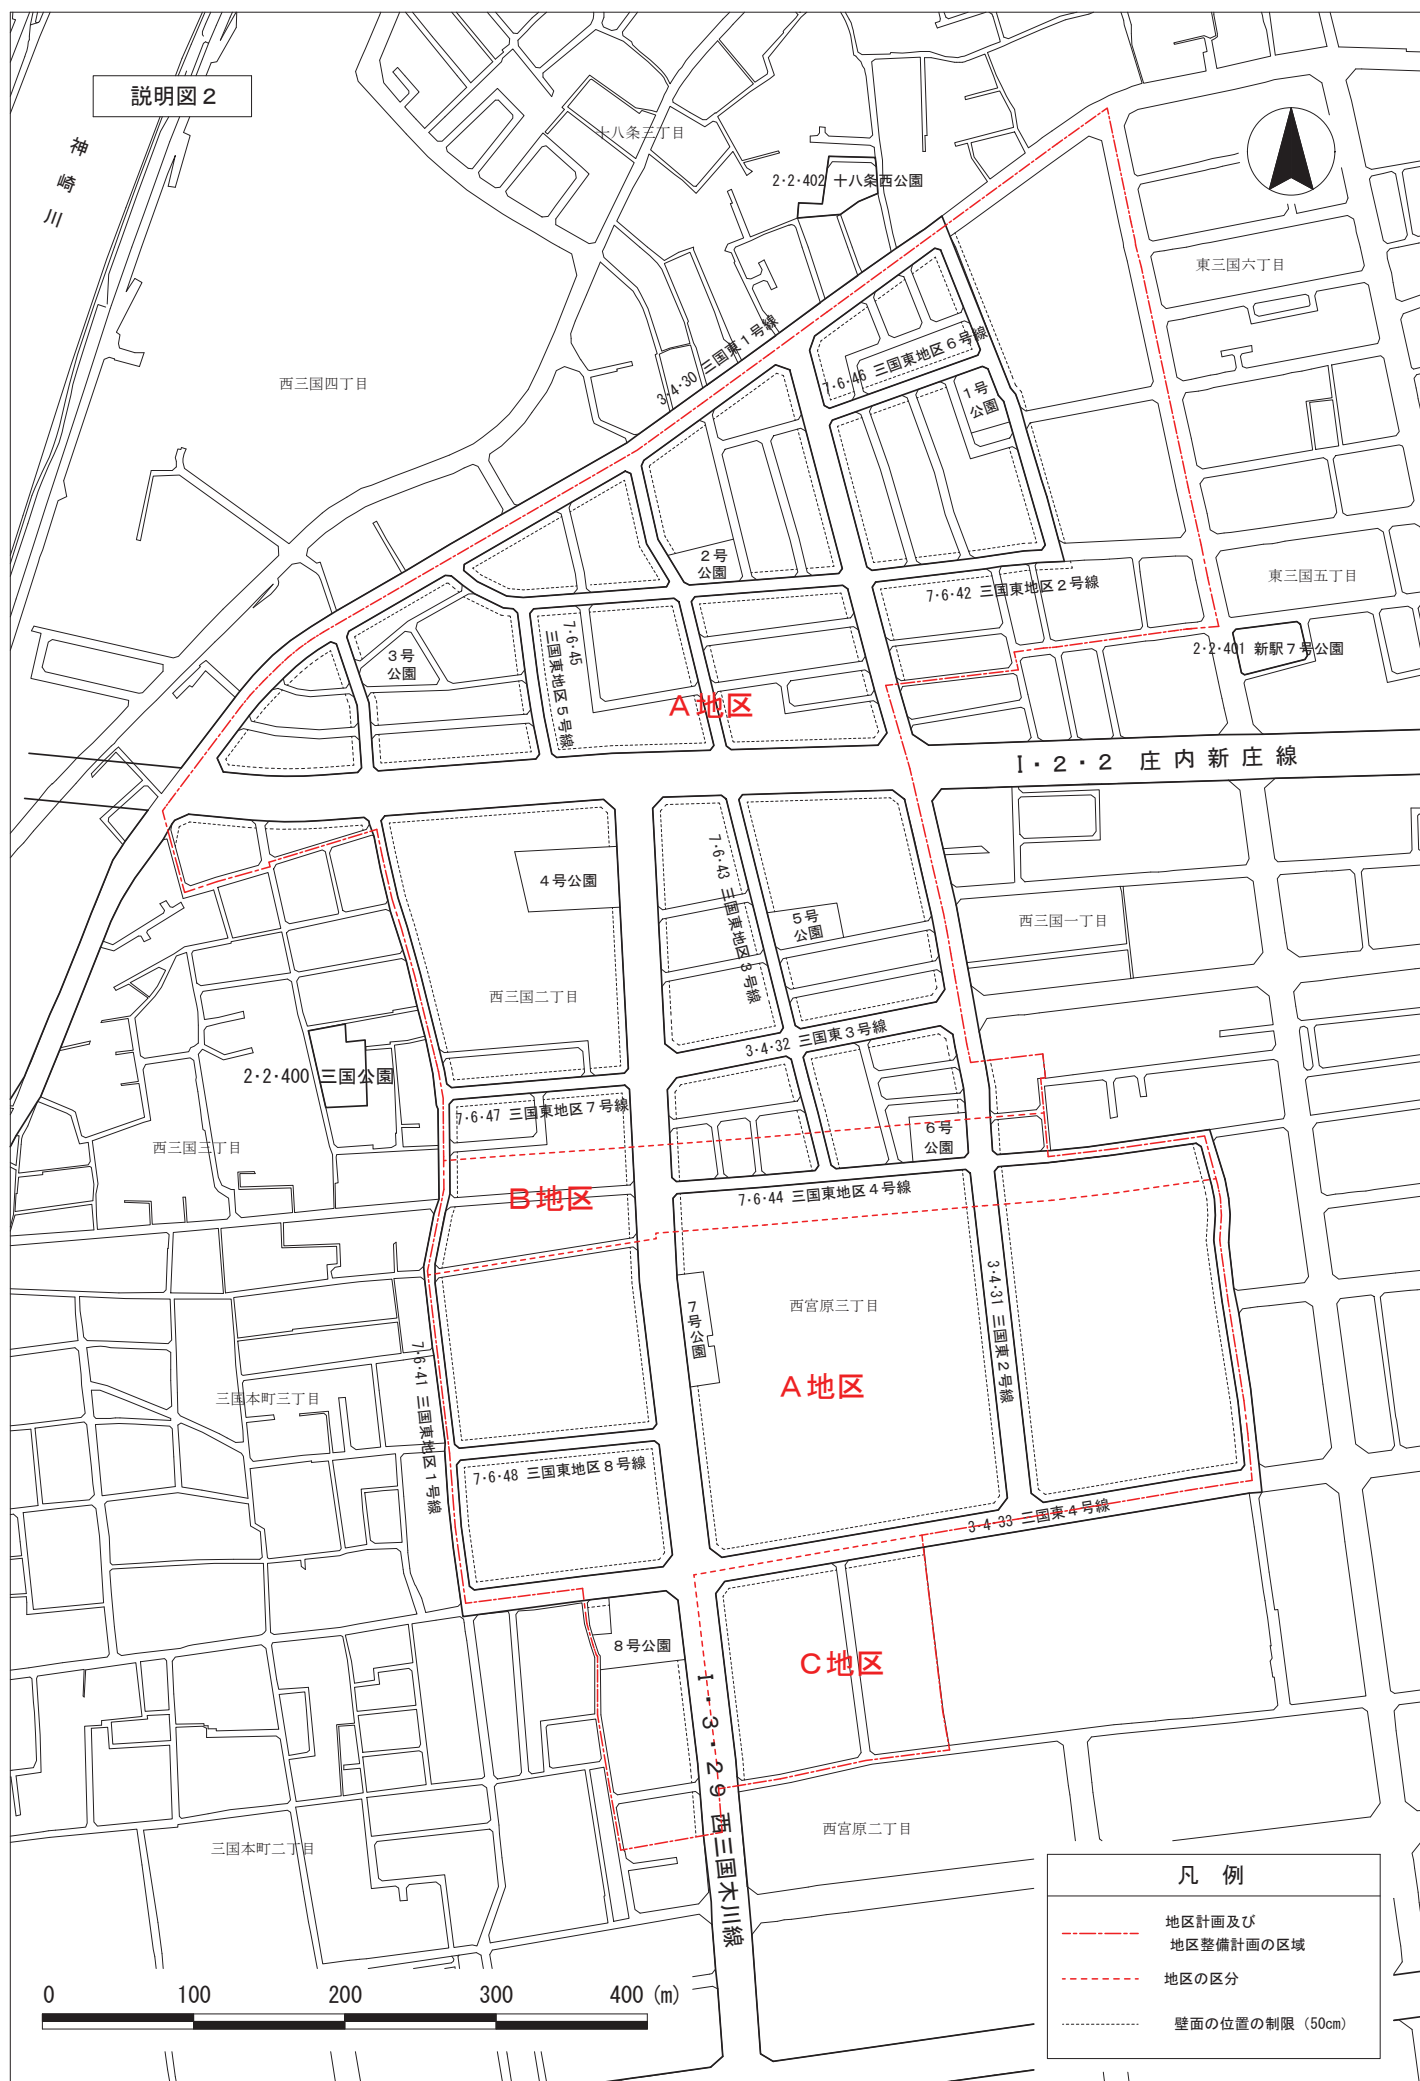 説明図2
神崎川
十八条三丁目
2・2・402 十八条西公園
東三国六丁目
西三国四丁目
3・4・30 三国東1号線
7・6・46 三国東地区6号線
1号
公園
2号
公園
7・6・42 三国東地区2号線
東三国五丁目
2・2・401 新駅7号公園
3号
公園
7・6・45
三国東地区5号線
A地区
Ⅰ・2・2 庄内新庄線
4号公園
7・6・43 三国東地区3号線
5号
公園
西三国一丁目
西三国二丁目
3・4・32 三国東3号線
2・2・400 三国公園
7・6・47 三国東地区7号線
6号
公園
西三国三丁目
B地区
7・6・44 三国東地区4号線
3・4・31 三国東2号線
7号公園
西宮原三丁目
A地区
7・6・41 三国東地区1号線
三国本町三丁目
7・6・48 三国東地区8号線
3・4・33 三国東4号線
8号公園
C地区
Ⅰ・3・29 西三国木川線
三国本町二丁目
西宮原二丁目
凡例
地区計画及び
地区整備計画の区域
地区の区分
壁面の位置の制限(50cm)
0 100 200 300 400 (m)